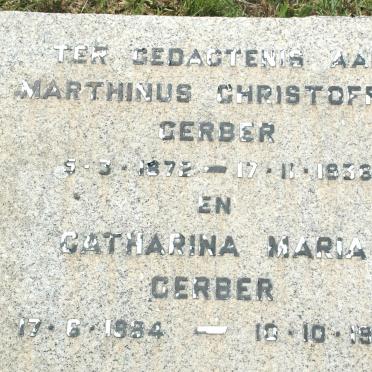 TER GEDAGTENIS AA
MARTHINUS CHRISTOFF
GERBER
5·3·1872 — 17·11·1938
EN
CATHARINA MARIA
GERBER
17·6·1884 — 12·10·19